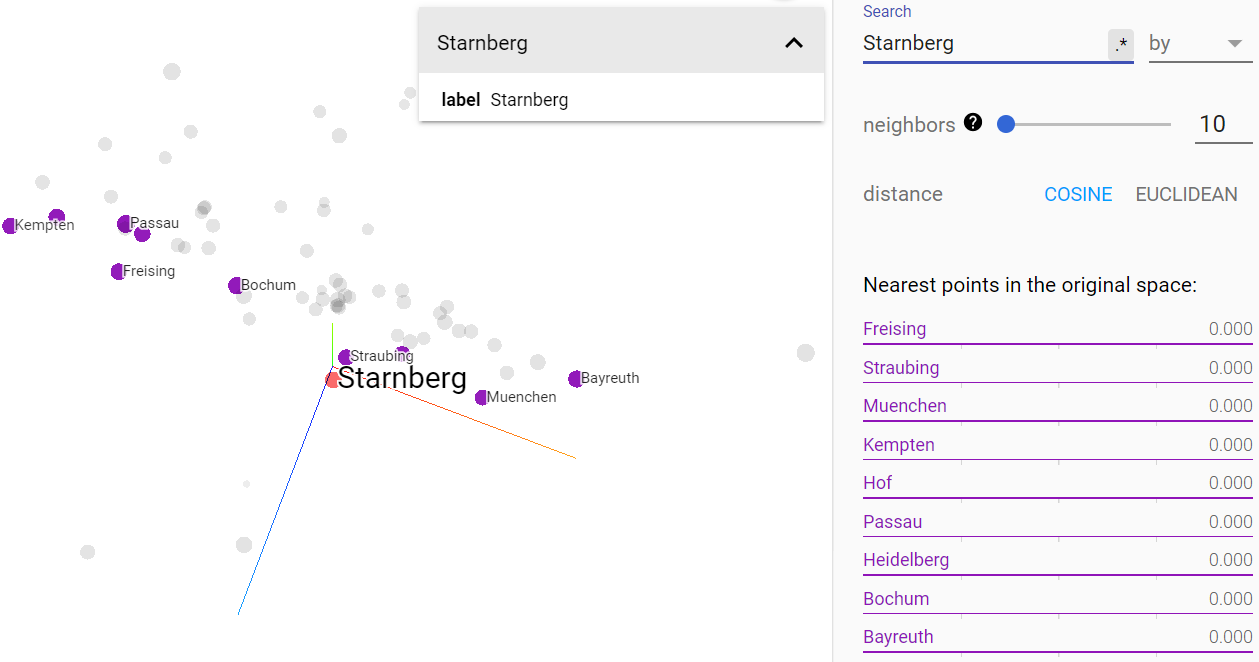 Starnberg
label Starnberg
Kempten
Passau
Freising
Bochum
Straubing
Starnberg
Muenchen
Bayreuth
Search
Starnberg .* by
neighbors ? 10
distance COSINE EUCLIDEAN
Nearest points in the original space:
Freising 0.000
Straubing 0.000
Muenchen 0.000
Kempten 0.000
Hof 0.000
Passau 0.000
Heidelberg 0.000
Bochum 0.000
Bayreuth 0.000